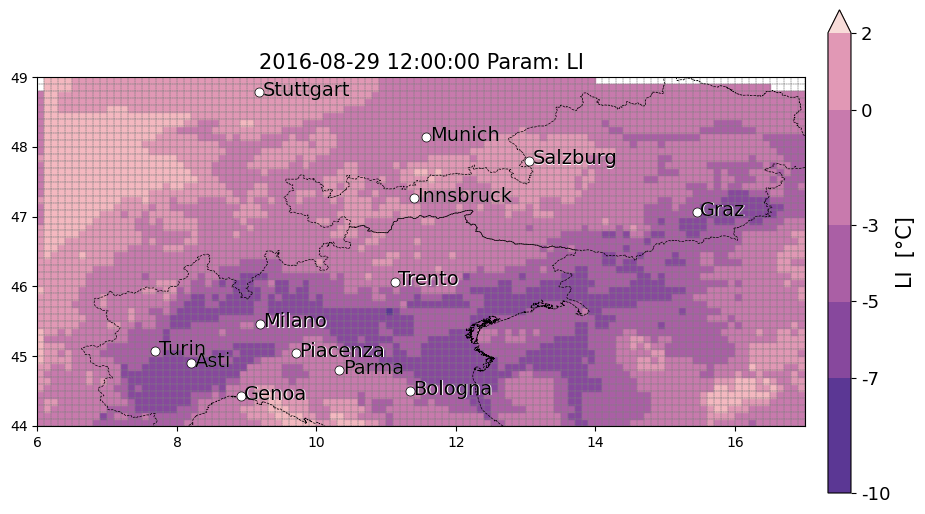 2016-08-29 12:00:00 Param: LI
49
48
47
46
45
44
6
8
10
12
14
16
Stuttgart
Munich
Salzburg
Innsbruck
Graz
Trento
Milano
Turin
Asti
Piacenza
Parma
Genoa
Bologna
2
0
-3
-5
-7
-10
LI [°C]